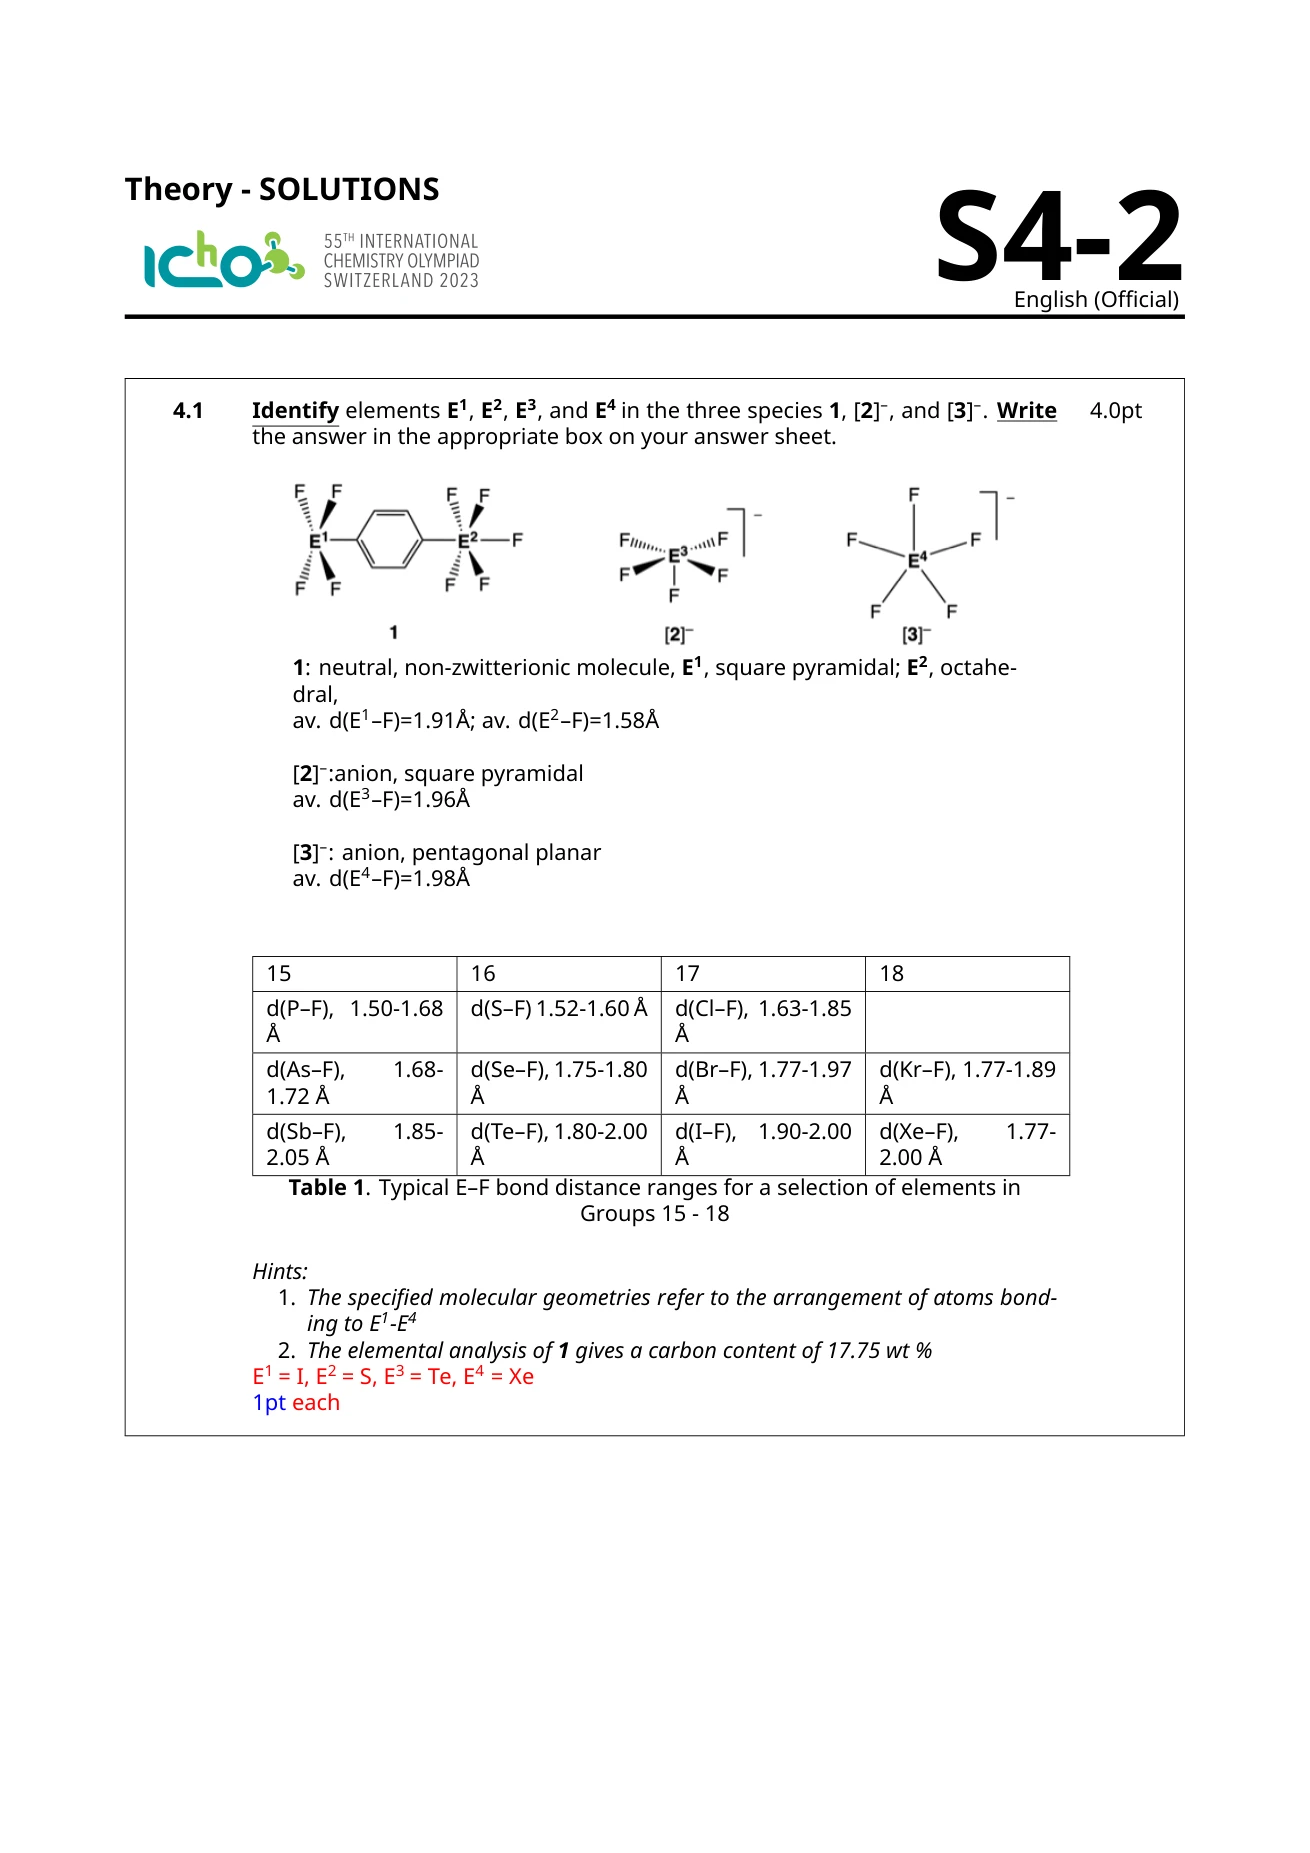 Theory - SOLUTIONS
S4-2
IChO
55TH INTERNATIONAL
CHEMISTRY OLYMPIAD
SWITZERLAND 2023
English (Official)
4.1 Identify elements E1, E2, E3, and E4 in the three species 1, [2]–, and [3]–. Write 4.0pt
the answer in the appropriate box on your answer sheet.
F F F F F
E1 E2 F F E3 F F E4 F
F F F F F F F F F
1 [2]– [3]–
1: neutral, non-zwitterionic molecule, E1, square pyramidal; E2, octahe-
dral,
av. d(E1–F)=1.91Å; av. d(E2–F)=1.58Å
[2]–:anion, square pyramidal
av. d(E3–F)=1.96Å
[3]–: anion, pentagonal planar
av. d(E4–F)=1.98Å
15 16 17 18
d(P–F), 1.50-1.68 Å d(S–F) 1.52-1.60 Å d(Cl–F), 1.63-1.85 Å
d(As–F), 1.68-1.72 Å d(Se–F), 1.75-1.80 Å d(Br–F), 1.77-1.97 Å d(Kr–F), 1.77-1.89 Å
d(Sb–F), 1.85-2.05 Å d(Te–F), 1.80-2.00 Å d(I–F), 1.90-2.00 Å d(Xe–F), 1.77-2.00 Å
Table 1. Typical E–F bond distance ranges for a selection of elements in
Groups 15 - 18
Hints:
1. The specified molecular geometries refer to the arrangement of atoms bond-
ing to E1-E4
2. The elemental analysis of 1 gives a carbon content of 17.75 wt %
E1 = I, E2 = S, E3 = Te, E4 = Xe
1pt each